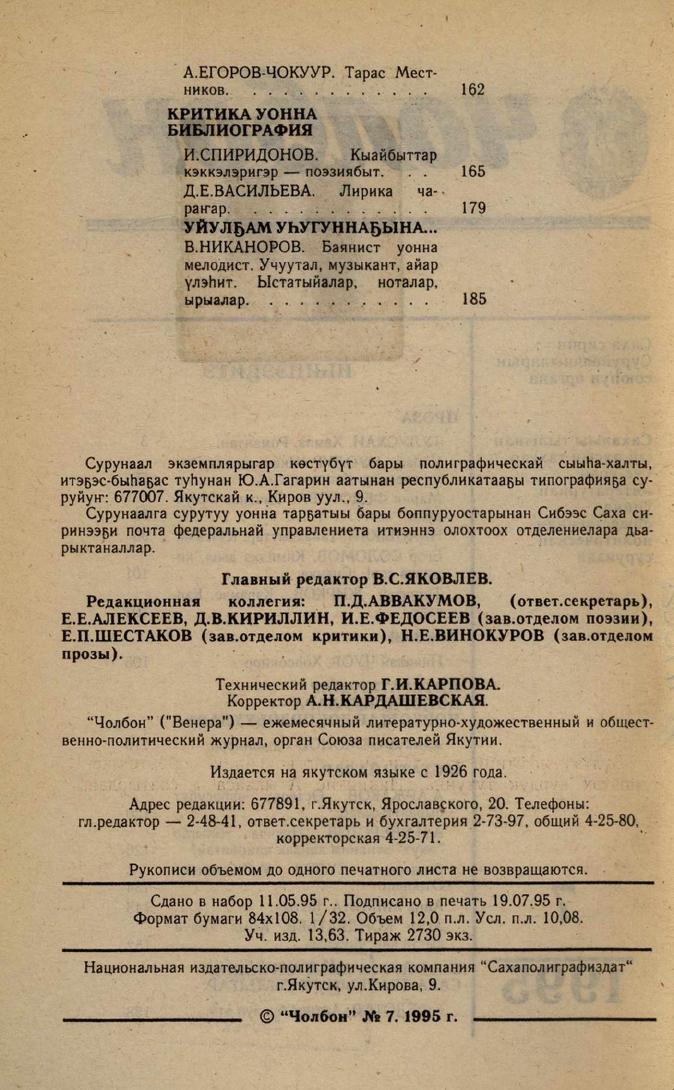 А.ЕГОРОВ-ЧОКУУР. Тарас Мест-
ников. . . . . . . . . . . . . 162
КРИТИКА УОННА
БИБЛИОГРАФИЯ
И.СПИРИДОНОВ. Кыайбыттар
кэккэлэригэр — поэзиябыт. . . 165
Д.Е.ВАСИЛЬЕВА. Лирика ча-
раҥар. . . . . . . . . . . . . 179
УЙУЛҔАМ УҺУГУННАҔЫНА...
В.НИКАНОРОВ. Баянист уонна
мелодист. Учуутал, музыкант, айар
үлэһит. Ыстатыйалар, ноталар,
ырыалар. . . . . . . . . . . . 185
Сурунаал экземплярыгар көстүбүт бары полиграфическай сыыһа-халты,
итэҕэс-быһаҕас туһунан Ю.А.Гагарин аатынан республикатааҕы типографияҕа су-
руйуҥ: 677007. Якутскай к., Киров уул., 9.
Сурунаалга сурутуу уонна тарҕатыы бары боппуруостарынан Сибээс Саха си-
ринээҕи почта федеральнай управлениета итиэннэ олохтоох отделениелара дьа-
рыктаналлар.
Главный редактор В.С.ЯКОВЛЕВ.
Редакционная коллегия: П.Д.АВВАКУМОВ, (ответ.секретарь),
Е.Е.АЛЕКСЕЕВ, Д.В.КИРИЛЛИН, И.Е.ФЕДОСЕЕВ (зав.отделом поэзии),
Е.П.ШЕСТАКОВ (зав.отделом критики), Н.Е.ВИНОКУРОВ (зав.отделом
прозы).
Технический редактор Г.И.КАРПОВА.
Корректор А.Н.КАРДАШЕВСКАЯ.
“Чолбон” ("Венера") — ежемесячный литературно-художественный и общест-
венно-политический журнал, орган Союза писателей Якутии.
Издается на якутском языке с 1926 года.
Адрес редакции: 677891, г.Якутск, Ярославского, 20. Телефоны:
гл.редактор — 2-48-41, ответ.секретарь и бухгалтерия 2-73-97, общий 4-25-80,
корректорская 4-25-71.
Рукописи объемом до одного печатного листа не возвращаются.
Сдано в набор 11.05.95 г.. Подписано в печать 19.07.95 г.
Формат бумаги 84х108. 1/32. Объем 12,0 п.л. Усл. п.л. 10,08.
Уч. изд. 13,63. Тираж 2730 экз.
Национальная издательско-полиграфическая компания “Сахаполиграфиздат“
г.Якутск, ул.Кирова, 9.
© “Чолбон” № 7. 1995 г.